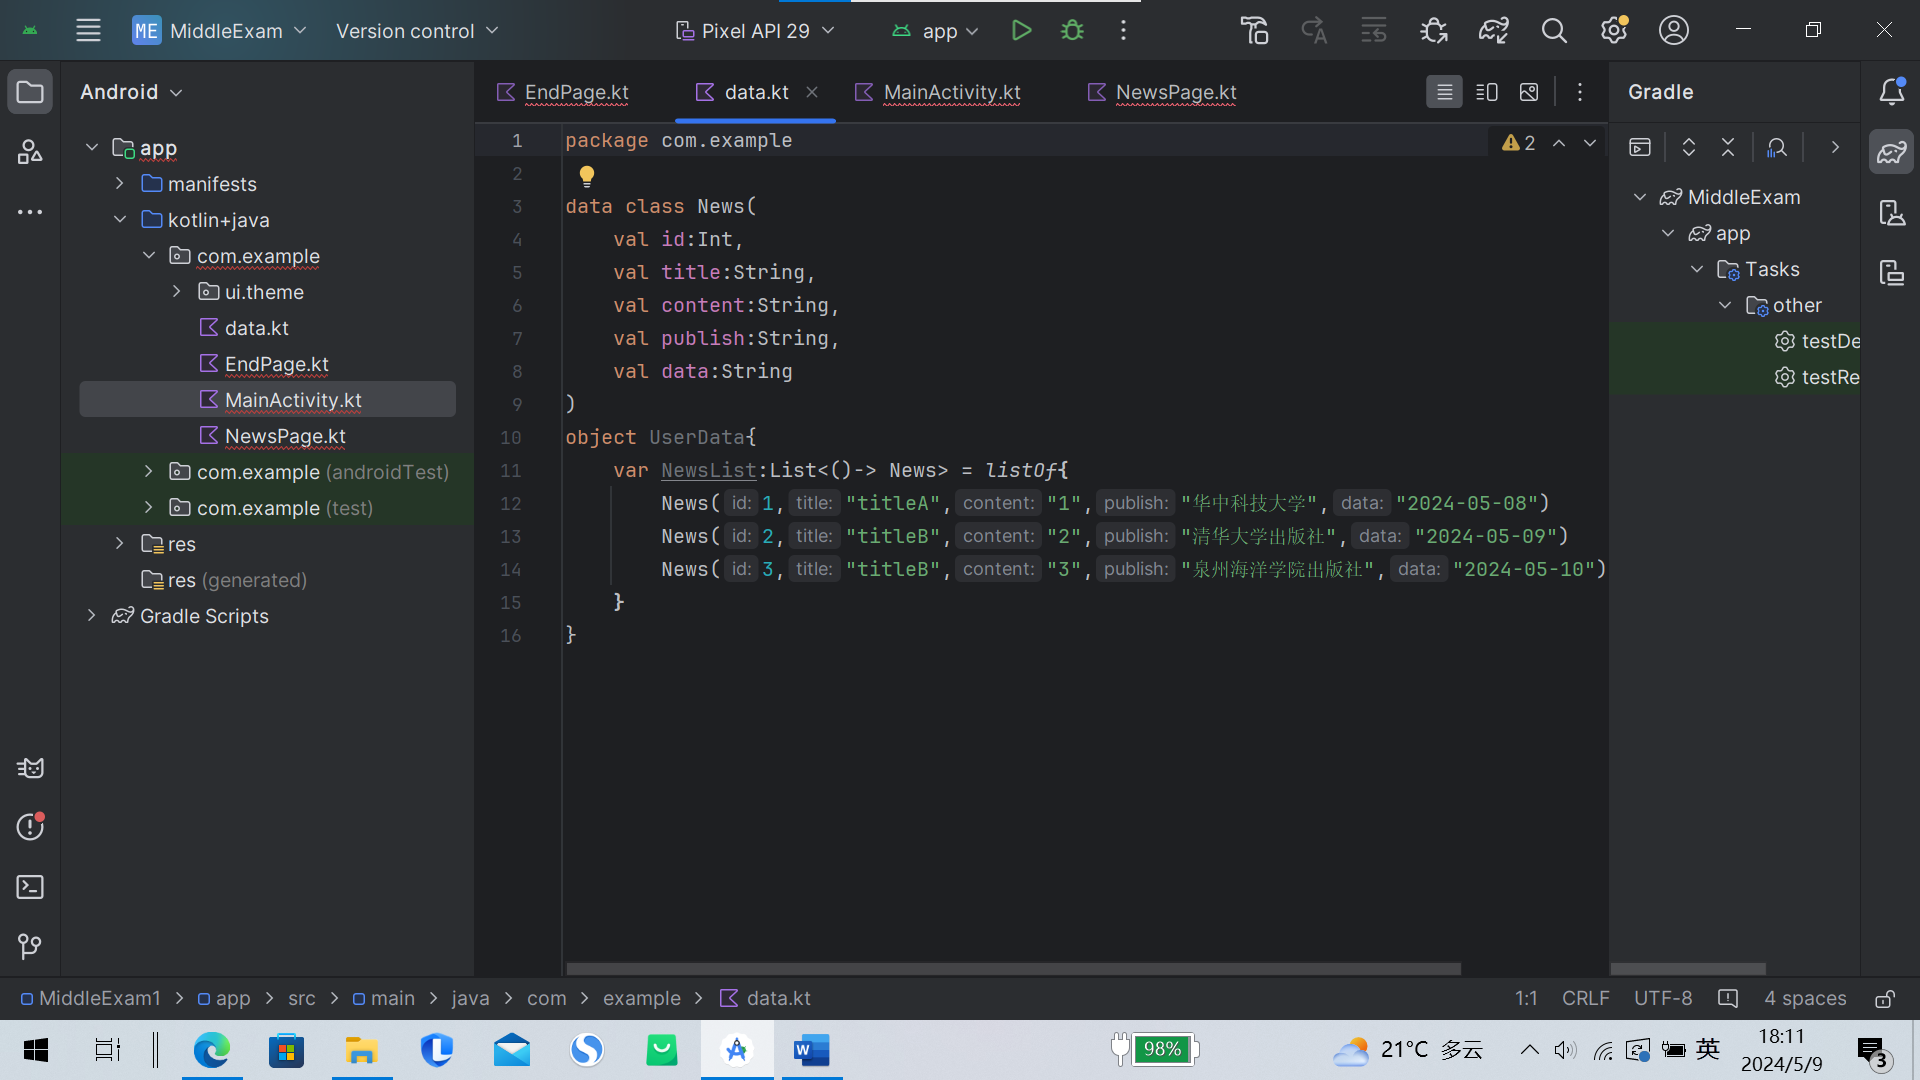 ME MiddleExam Version control Pixel API 29 app
Android
EndPage.kt data.kt MainActivity.kt NewsPage.kt
Gradle
app
manifests
kotlin+java
com.example
ui.theme
data.kt
EndPage.kt
MainActivity.kt
NewsPage.kt
com.example (androidTest)
com.example (test)
res
res (generated)
Gradle Scripts
2
1 package com.example
2
3 data class News(
4 val id:Int,
5 val title:String,
6 val content:String,
7 val publish:String,
8 val data:String
9 )
10 object UserData{
11 var NewsList:List<()-> News> = listOf{
12 News( id: 1, title: "titleA", content: "1", publish: "华中科技大学", data: "2024-05-08")
13 News( id: 2, title: "titleB", content: "2", publish: "清华大学出版社", data: "2024-05-09")
14 News( id: 3, title: "titleB", content: "3", publish: "泉州海洋学院出版社", data: "2024-05-10")
15 }
16 }
MiddleExam
app
Tasks
other
testDe
testRe
MiddleExam1 > app > src > main > java > com > example > data.kt
1:1 CRLF UTF-8 4 spaces
98%
21°C 多云
英
18:11
2024/5/9
3